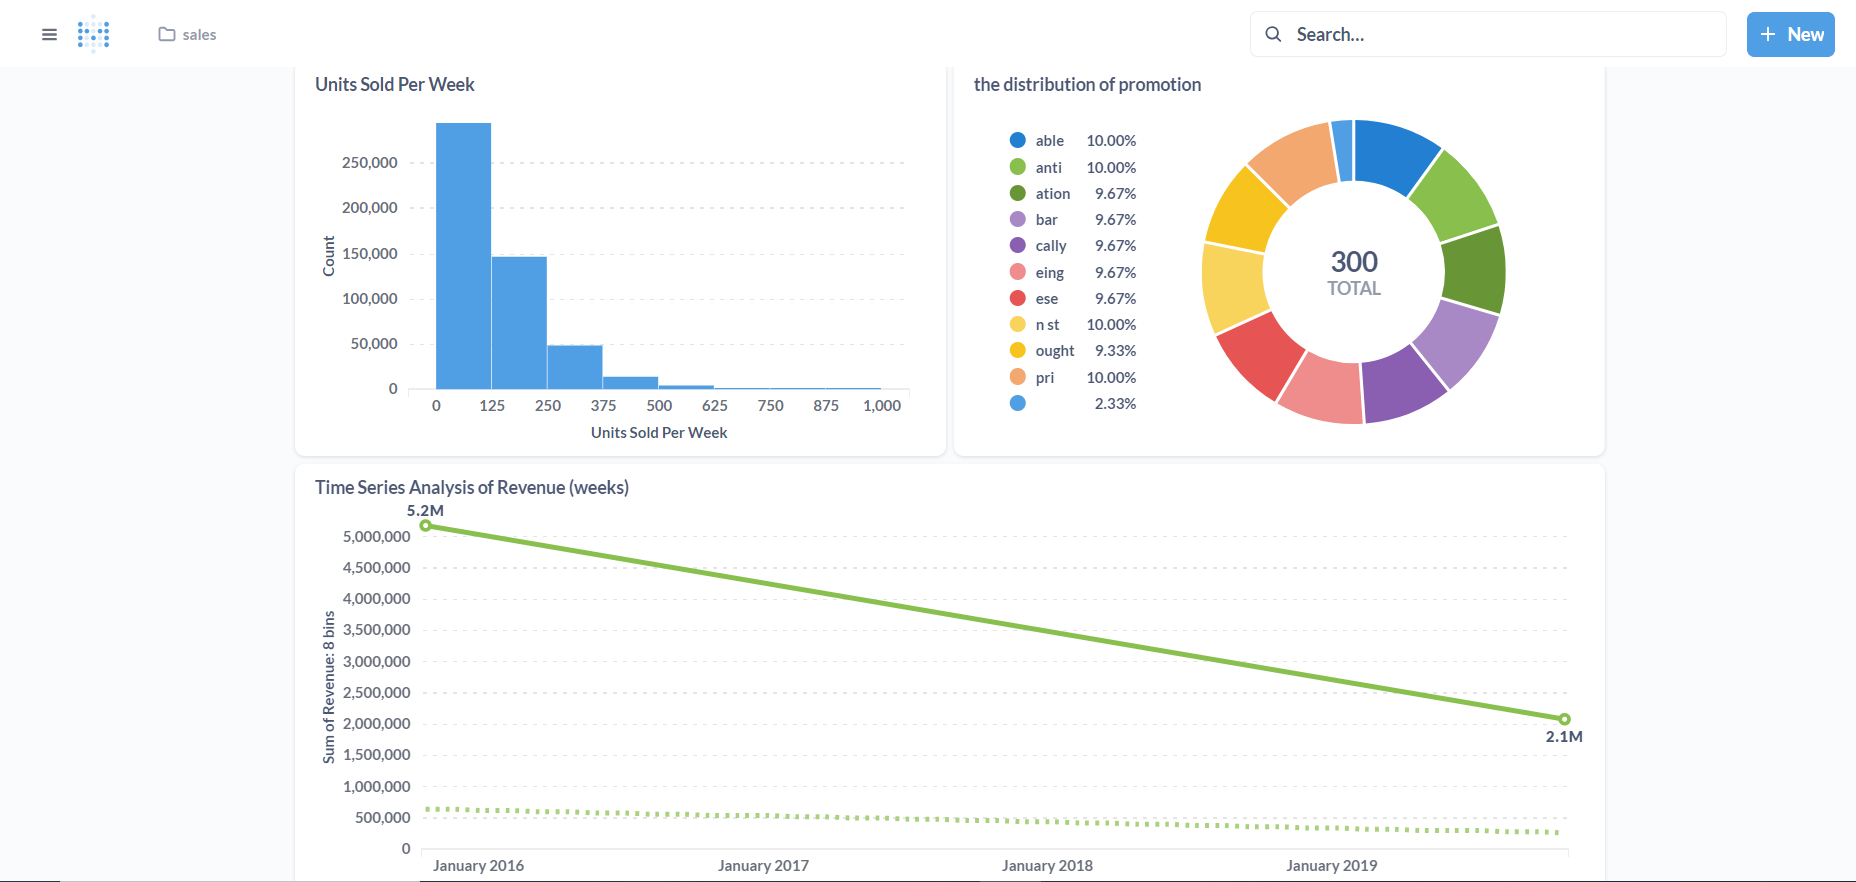 sales
Search...
New
Units Sold Per Week
250,000
200,000
150,000
100,000
50,000
0
Count
0 125 250 375 500 625 750 875 1,000
Units Sold Per Week
the distribution of promotion
able 10.00%
anti 10.00%
ation 9.67%
bar 9.67%
cally 9.67%
eing 9.67%
ese 9.67%
n st 10.00%
ought 9.33%
pri 10.00%
2.33%
300
TOTAL
Time Series Analysis of Revenue (weeks)
5.2M
5,000,000
4,500,000
4,000,000
3,500,000
3,000,000
2,500,000
2,000,000
1,500,000
1,000,000
500,000
0
Sum of Revenue: 8 bins
2.1M
January 2016 January 2017 January 2018 January 2019